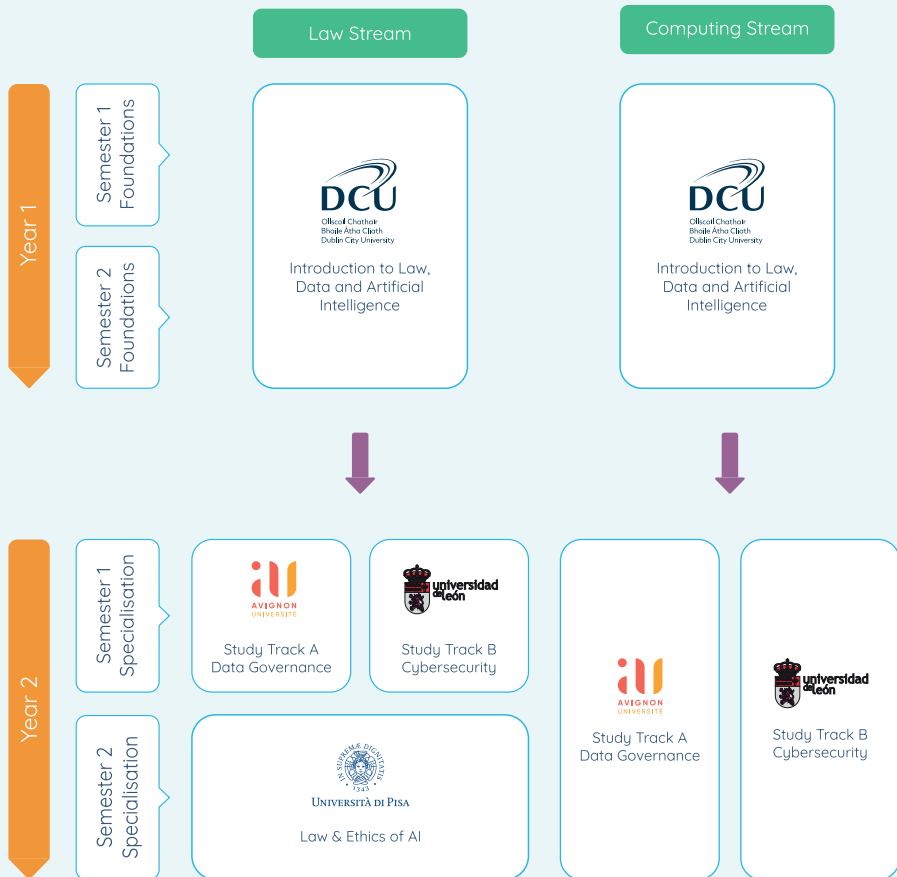 Law Stream
Computing Stream
Year 1
Semester 1
Foundations
Semester 2
Foundations
DCU
Ollscoil Chathair
Bhaile Átha Cliath
Dublin City University
Introduction to Law,
Data and Artificial
Intelligence
DCU
Ollscoil Chathair
Bhaile Átha Cliath
Dublin City University
Introduction to Law,
Data and Artificial
Intelligence
Year 2
Semester 1
Specialisation
AVIGNON
UNIVERSITÉ
Study Track A
Data Governance
universidad
de león
Study Track B
Cybersecurity
Semester 2
Specialisation
IN SUPREMÆ DIGNITATIS
1343
UNIVERSITÀ DI PISA
Law & Ethics of AI
AVIGNON
UNIVERSITÉ
Study Track A
Data Governance
universidad
de león
Study Track B
Cybersecurity